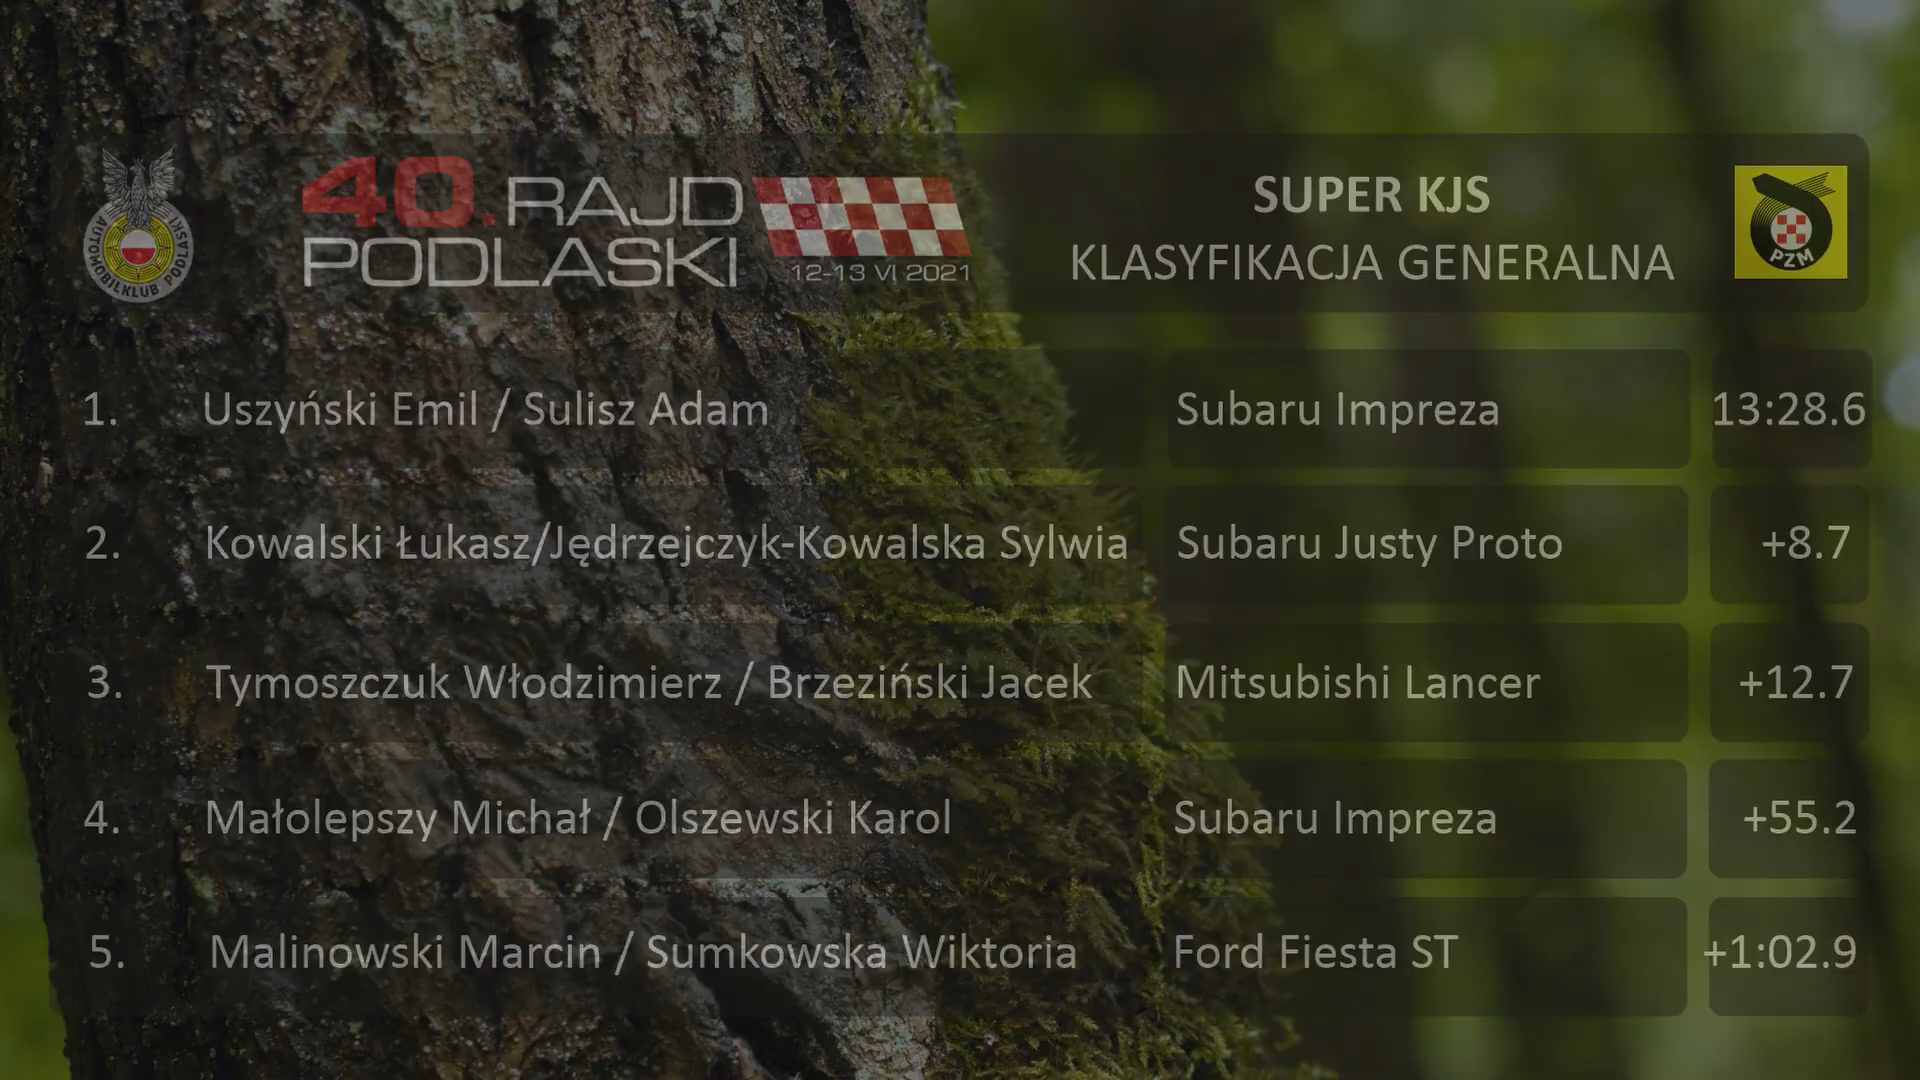 AUTOMOBILKLUB PODLASKI
40. RAJD
PODLASKI
12-13 VI 2021
SUPER KJS
KLASYFIKACJA GENERALNA
PZM
1. Uszyński Emil / Sulisz Adam Subaru Impreza 13:28.6
2. Kowalski Łukasz/Jędrzejczyk-Kowalska Sylwia Subaru Justy Proto +8.7
3. Tymoszczuk Włodzimierz / Brzeziński Jacek Mitsubishi Lancer +12.7
4. Małolepszy Michał / Olszewski Karol Subaru Impreza +55.2
5. Malinowski Marcin / Sumkowska Wiktoria Ford Fiesta ST +1:02.9